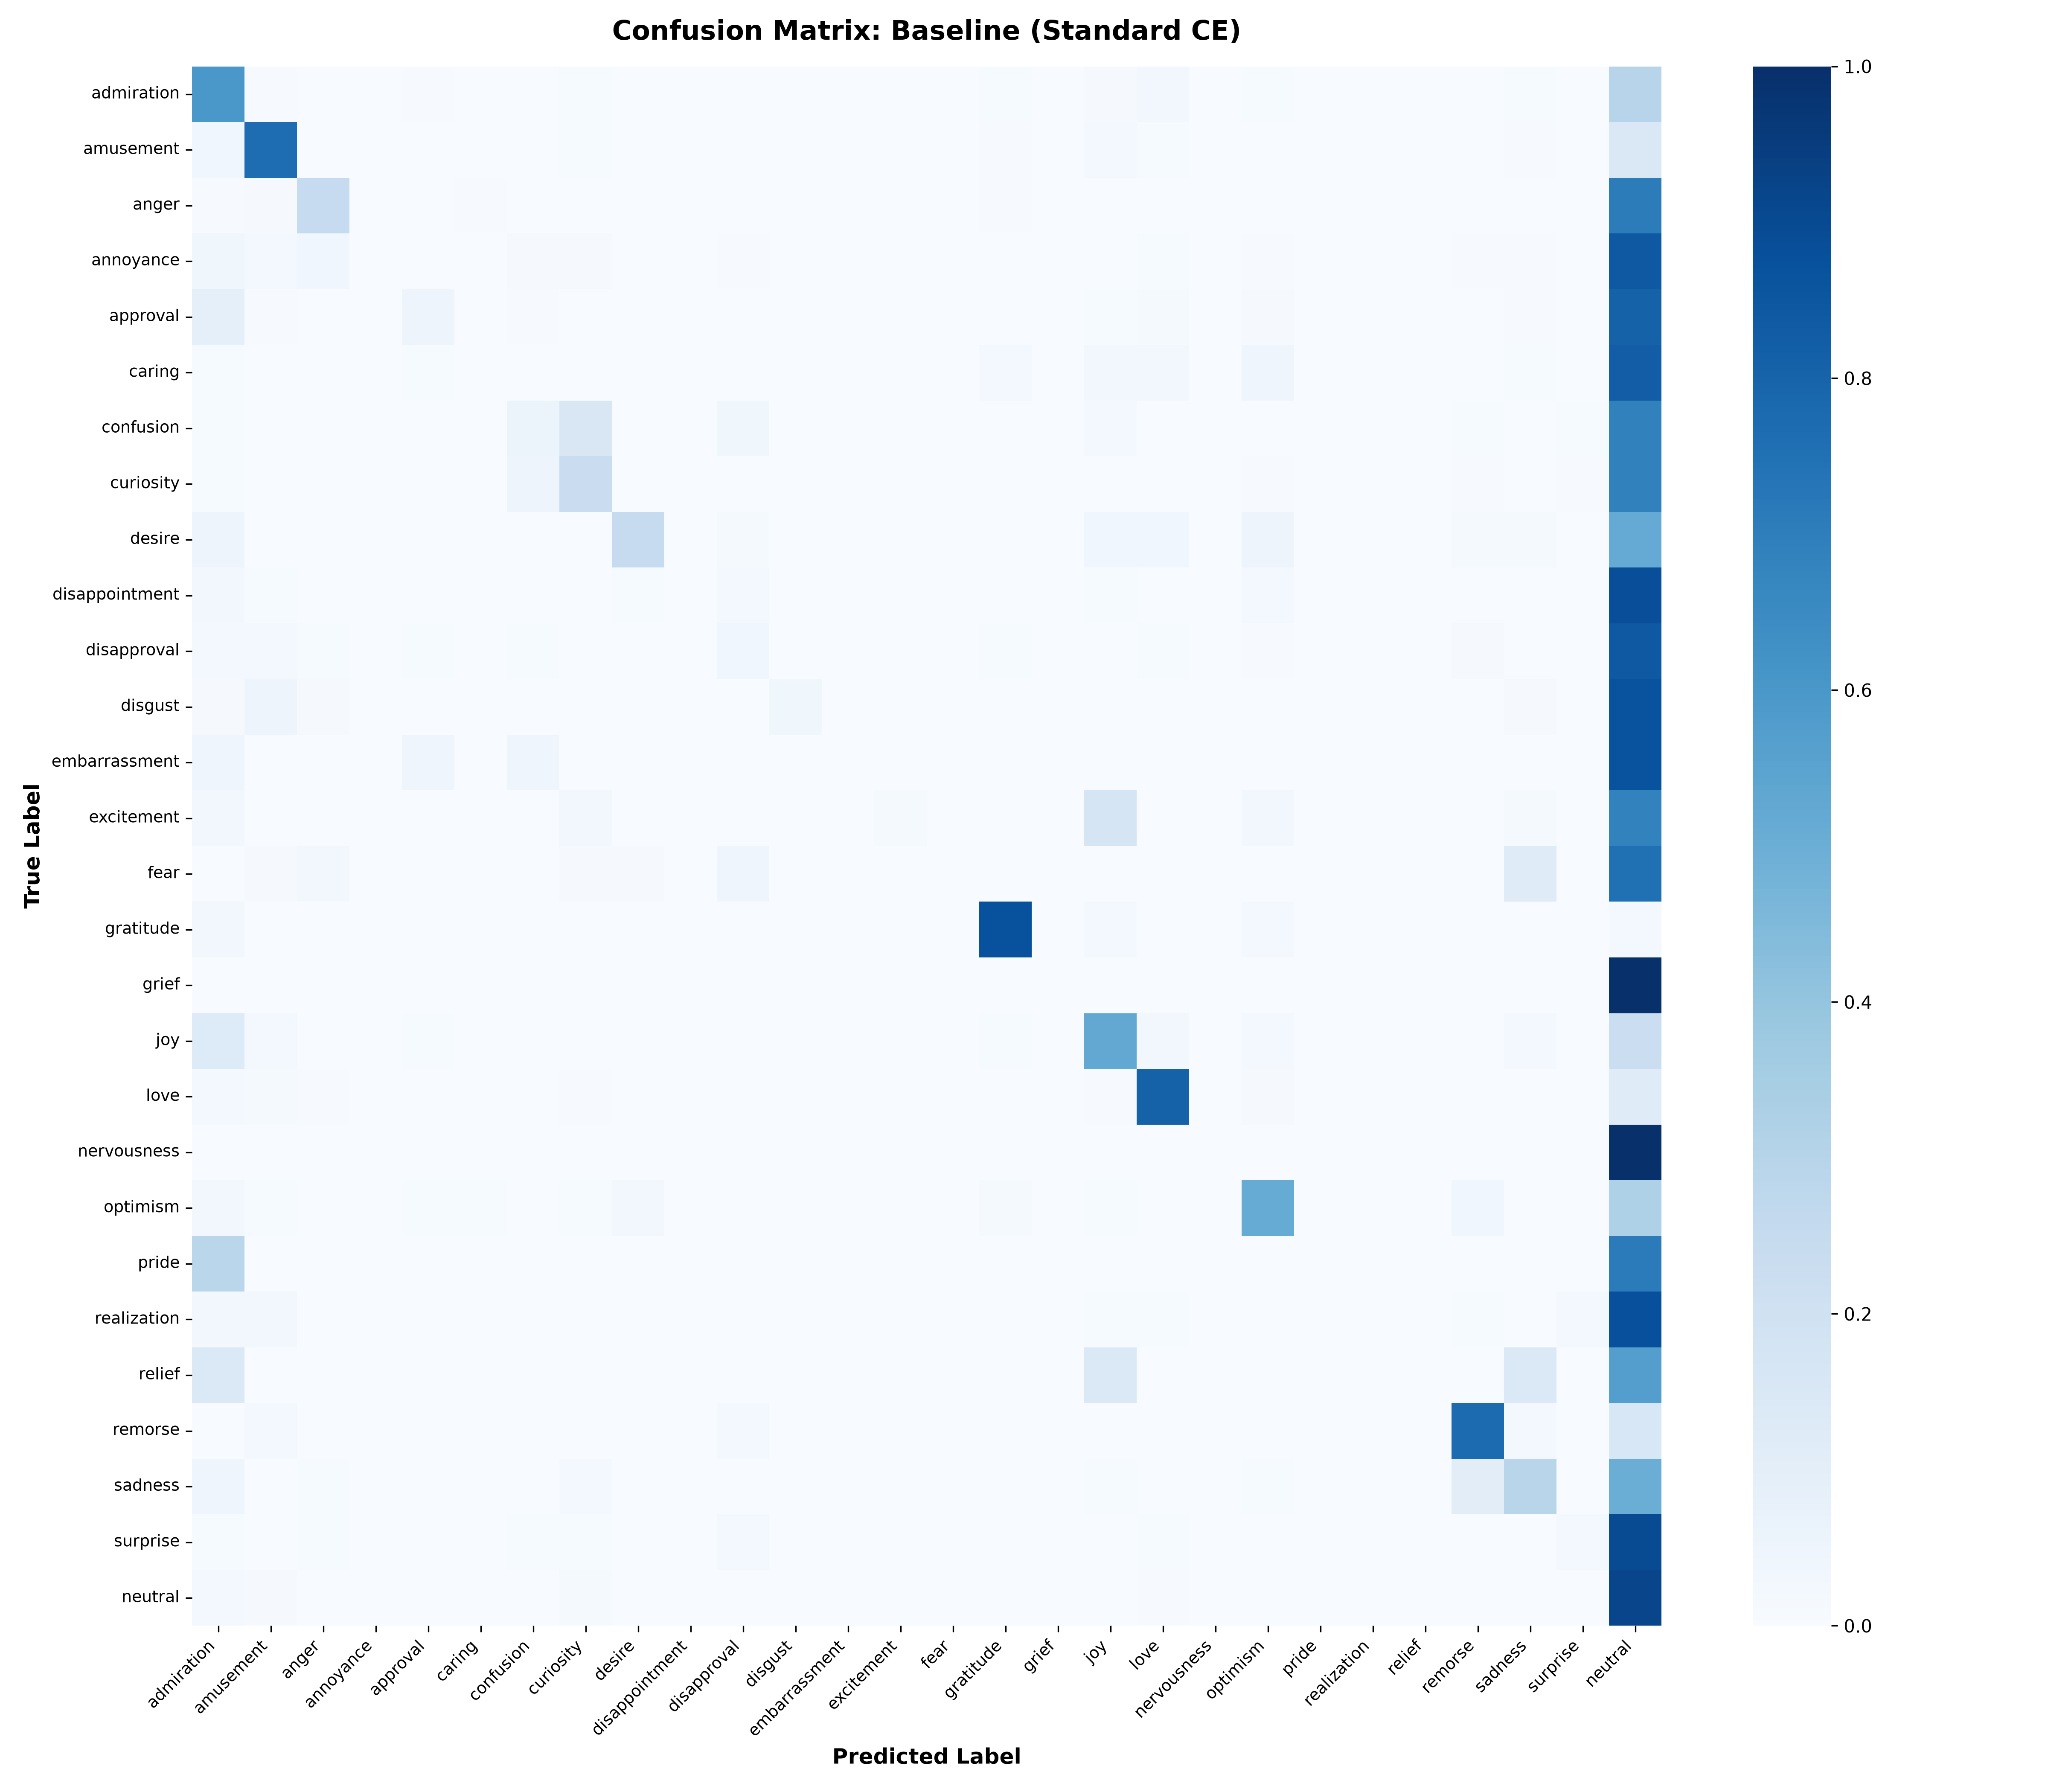 Confusion Matrix: Baseline (Standard CE)
True Label
admiration
amusement
anger
annoyance
approval
caring
confusion
curiosity
desire
disappointment
disapproval
disgust
embarrassment
excitement
fear
gratitude
grief
joy
love
nervousness
optimism
pride
realization
relief
remorse
sadness
surprise
neutral
admiration
amusement
anger
annoyance
approval
caring
confusion
curiosity
desire
disappointment
disapproval
disgust
embarrassment
excitement
fear
gratitude
grief
joy
love
nervousness
optimism
pride
realization
relief
remorse
sadness
surprise
neutral
Predicted Label
1.0
0.8
0.6
0.4
0.2
0.0